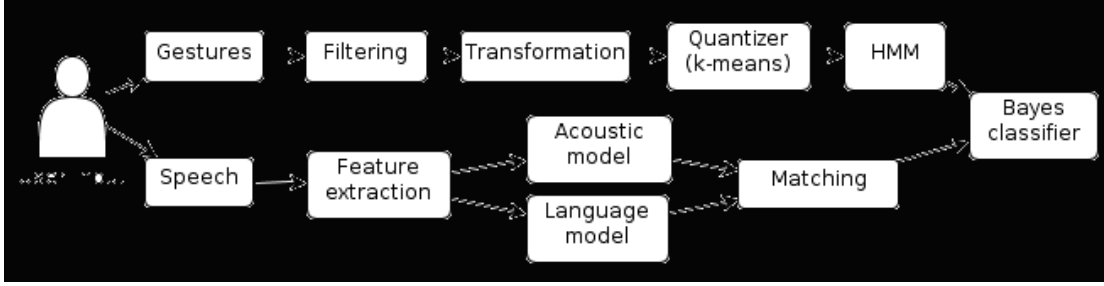 Gestures
Filtering
Transformation
Quantizer
(k-means)
HMM
Bayes
classifier
Speech
Feature
extraction
Acoustic
model
Language
model
Matching